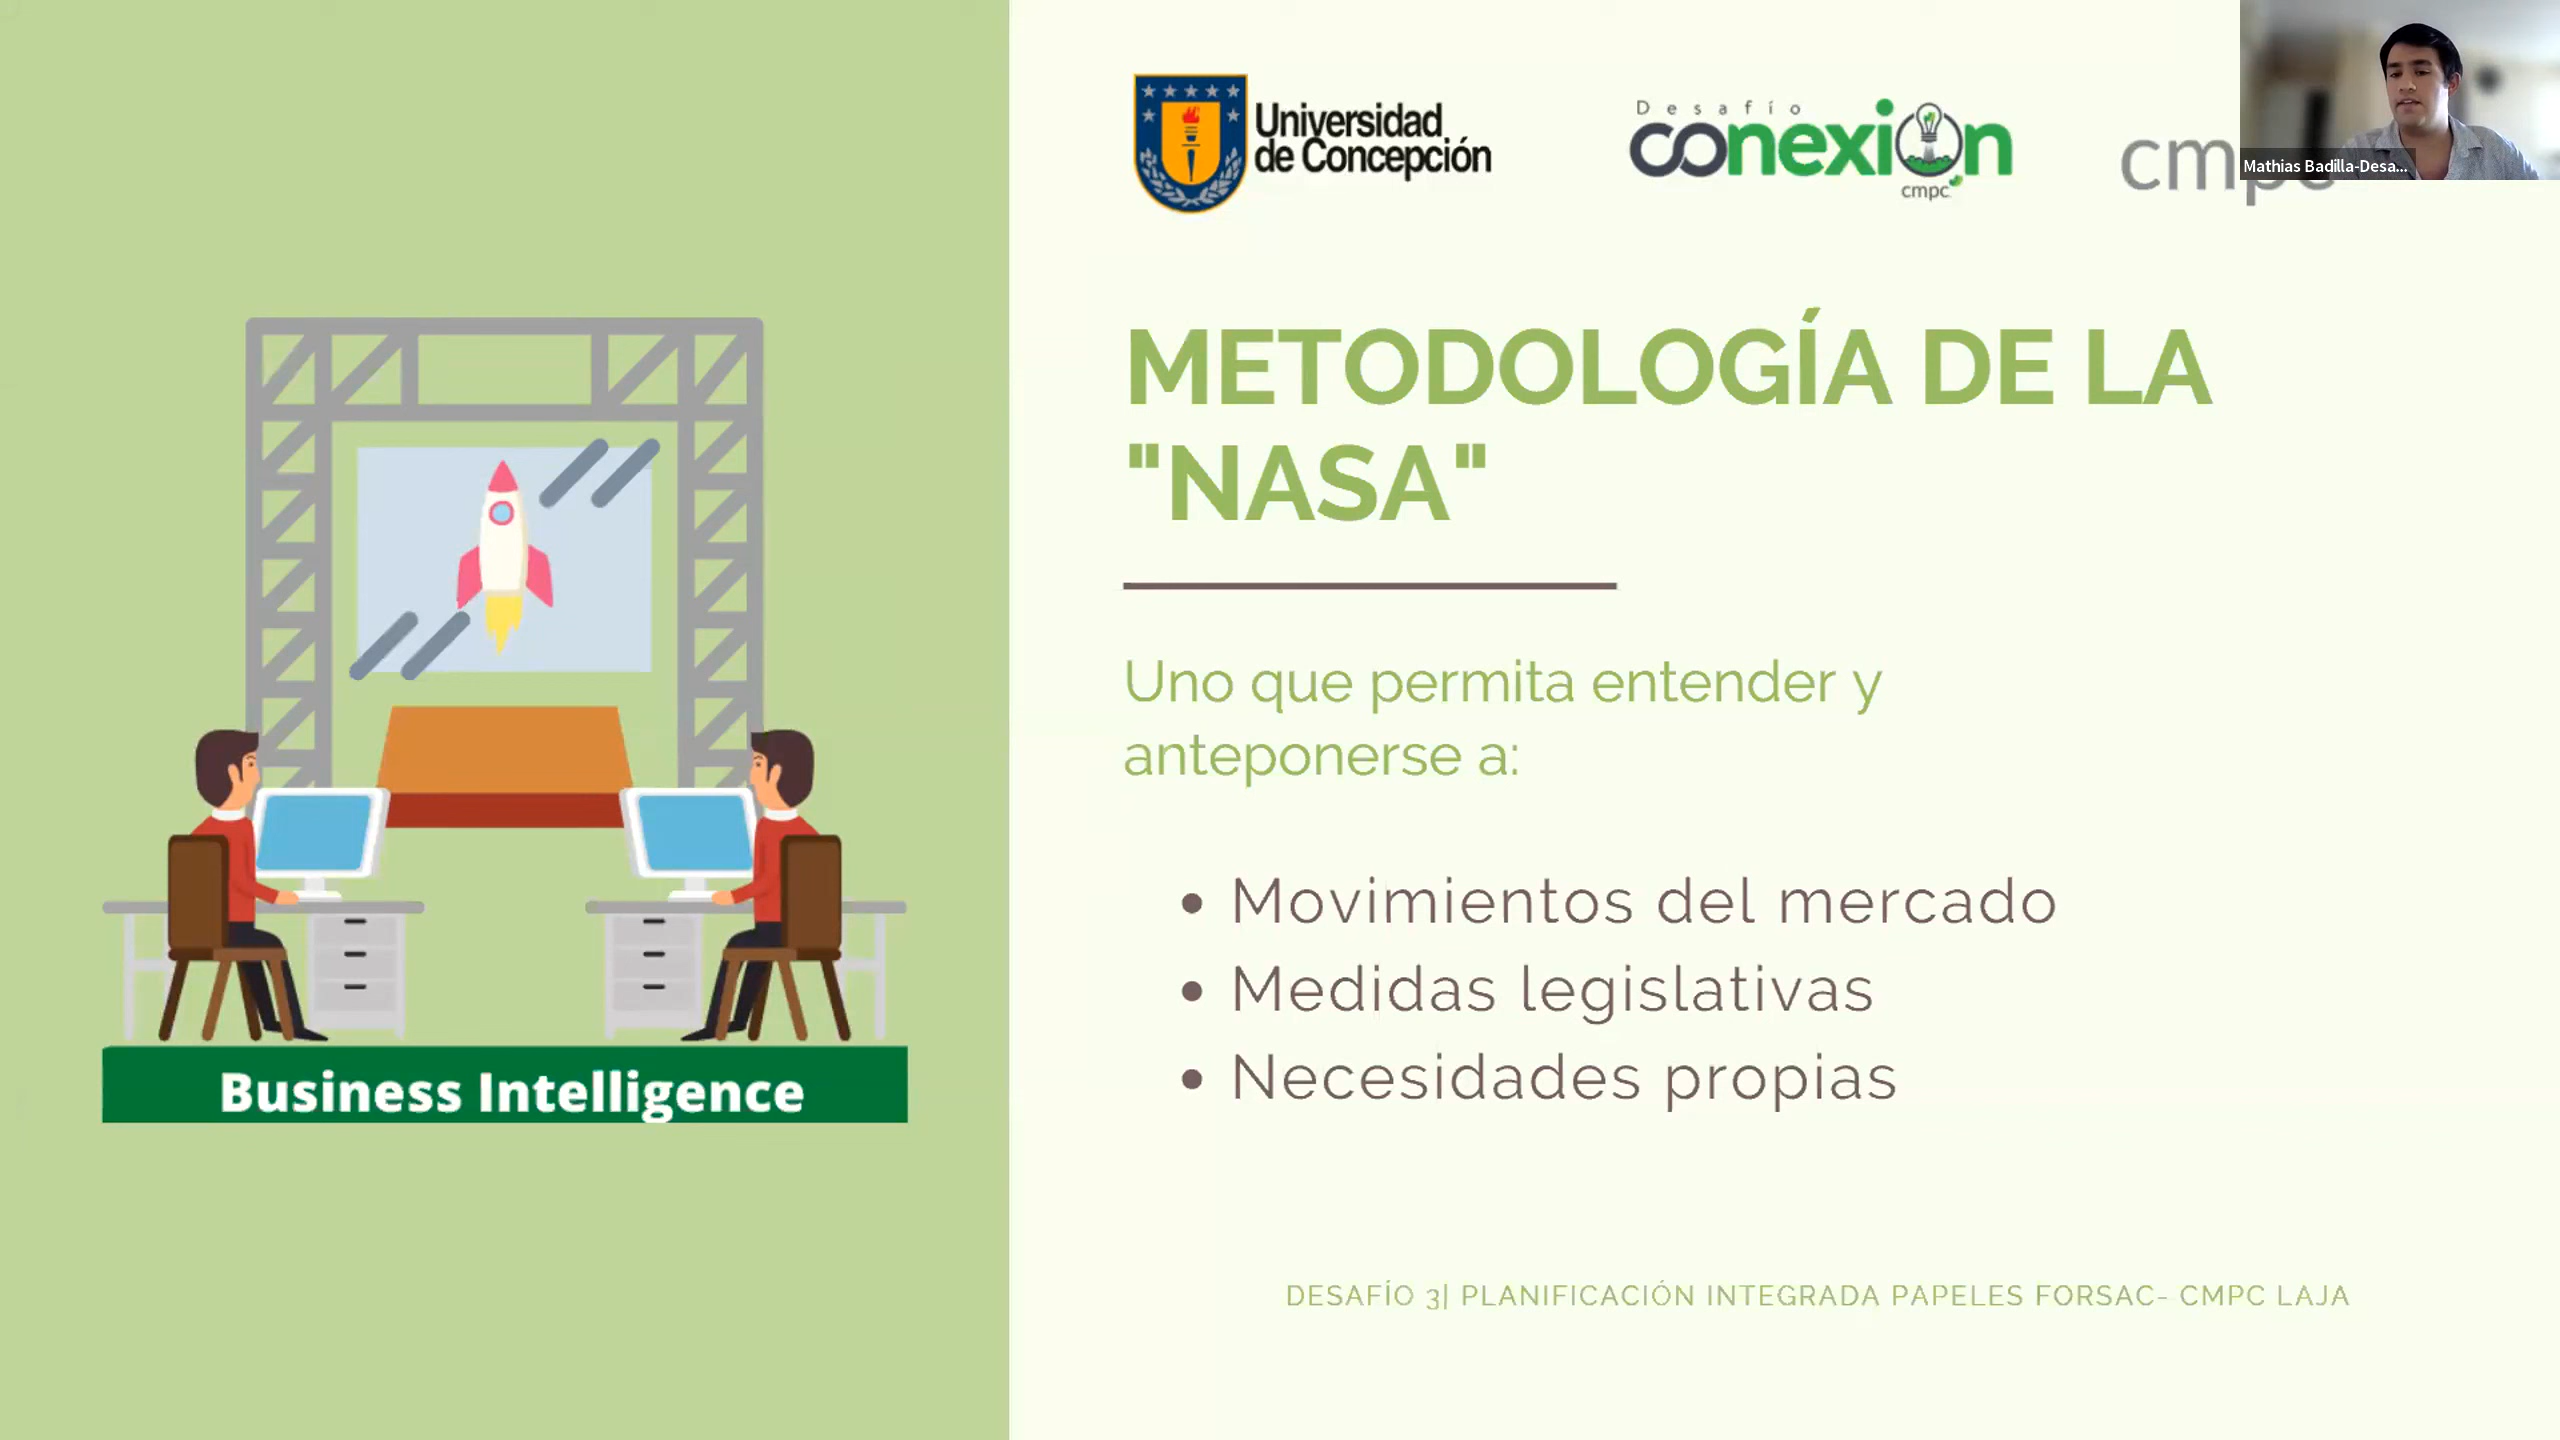 Universidad
de Concepción
Desafío
conexión
cmpc
Mathias Badilla-Desa...
METODOLOGÍA DE LA
"NASA"
Uno que permita entender y
anteponerse a:
• Movimientos del mercado
• Medidas legislativas
• Necesidades propias
Business Intelligence
DESAFÍO 3| PLANIFICACIÓN INTEGRADA PAPELES FORSAC- CMPC LAJA